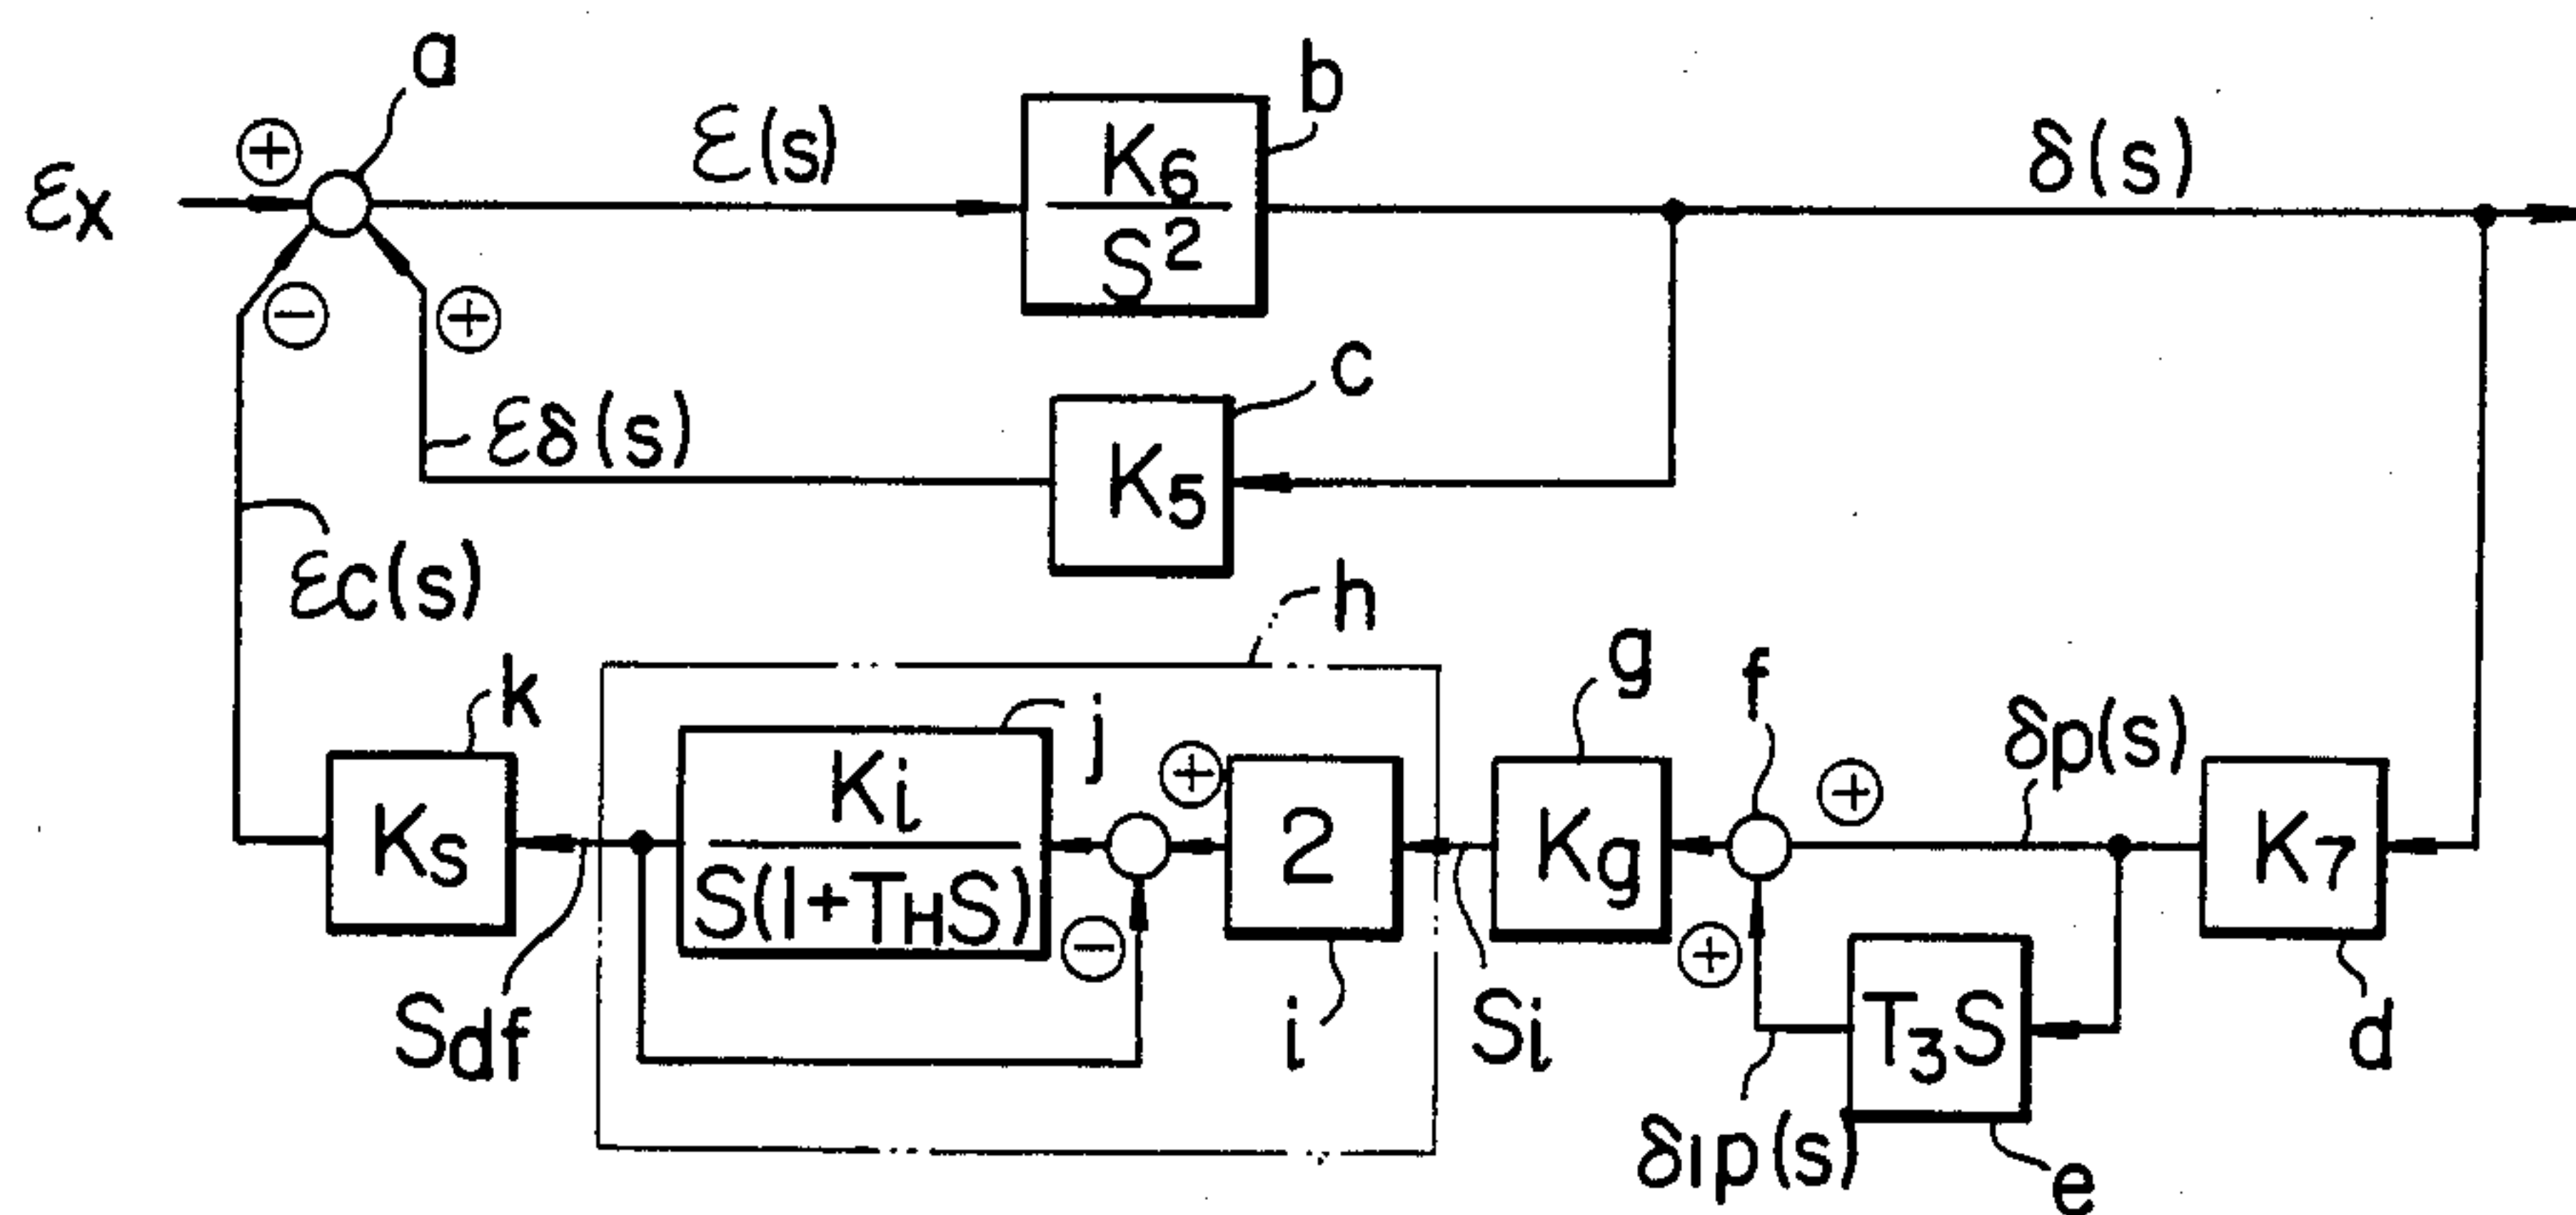 a
b
⊕
εx
ε(s)
K6
S²
δ(s)
⊖
⊕
εδ(s)
c
K5
εc(s)
h
k
Ks
j
Ki
S(1+THS)
⊕
⊖
2
i
Sdf
g
Kg
Si
f
⊕
⊕
δp(s)
K7
d
T3S
δ1p(s)
e